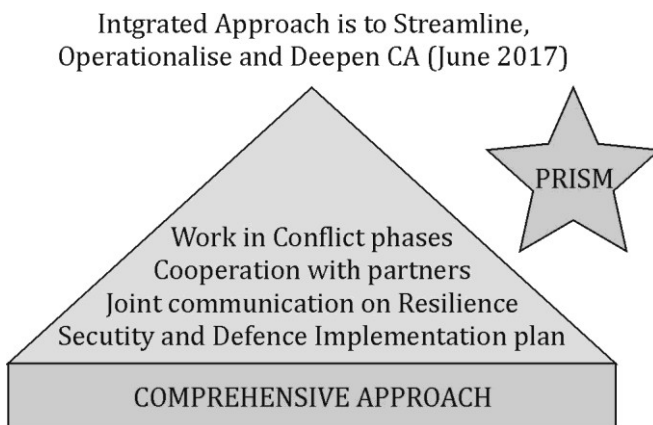 Intgrated Approach is to Streamline,
Operationalise and Deepen CA (June 2017)
PRISM
Work in Conflict phases
Cooperation with partners
Joint communication on Resilience
Secutity and Defence Implementation plan
COMPREHENSIVE APPROACH